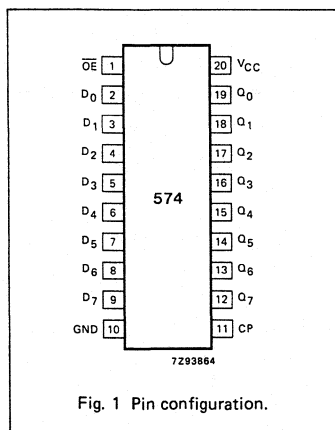 O̅E̅ 1 20 VCC
D0 2 19 Q0
D1 3 18 Q1
D2 4 17 Q2
D3 5 16 Q3
574
D4 6 15 Q4
D5 7 14 Q5
D6 8 13 Q6
D7 9 12 Q7
GND 10 11 CP
7Z93864
Fig. 1 Pin configuration.